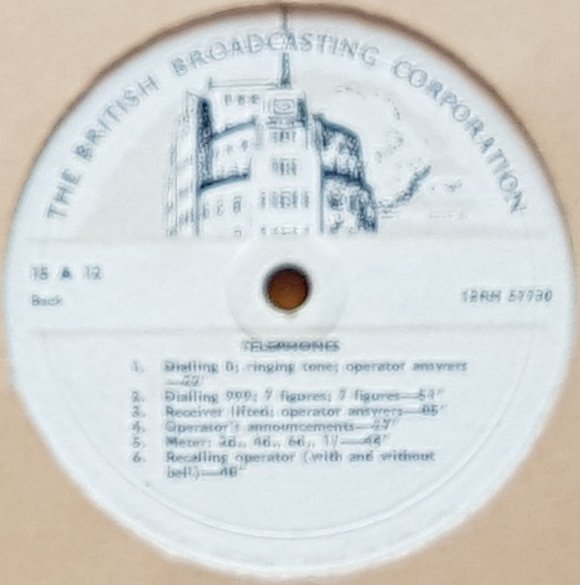 THE BRITISH BROADCASTING CORPORATION
15 A 12
Back
12RH 57730
TELEPHONES
1. Dialling 0; ringing tone; operator answers
2. Dialling 999; 7 figures; 7 figures—51"
3. Receiver lifted; operator answers—05"
4. Operator's announcements—27"
5. Meter: 2d., 4d., 6d., 1/-—44"
6. Recalling operator (with and without
bell)—40"